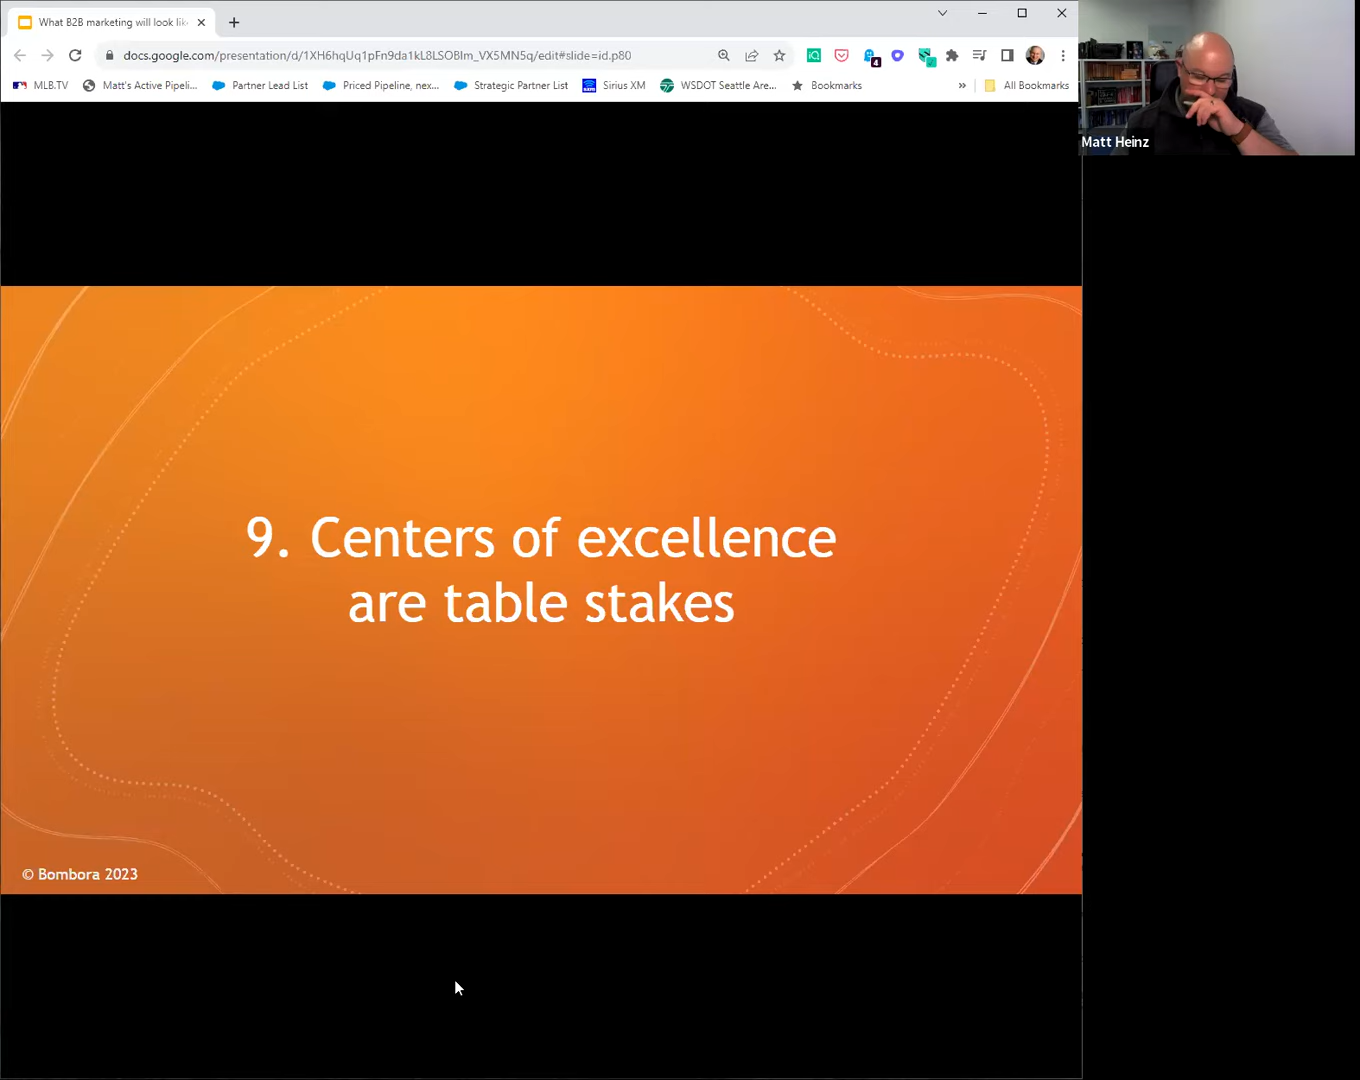 What B2B marketing will look lik
docs.google.com/presentation/d/1XH6hqUq1pFn9da1kL8LSOBIm_VX5MN5q/edit#slide=id.p80
4
MLB.TV
Matt's Active Pipeli...
Partner Lead List
Priced Pipeline, nex...
Strategic Partner List
Sirius XM
WSDOT Seattle Are...
Bookmarks
»
All Bookmarks
Matt Heinz
9. Centers of excellence
are table stakes
© Bombora 2023